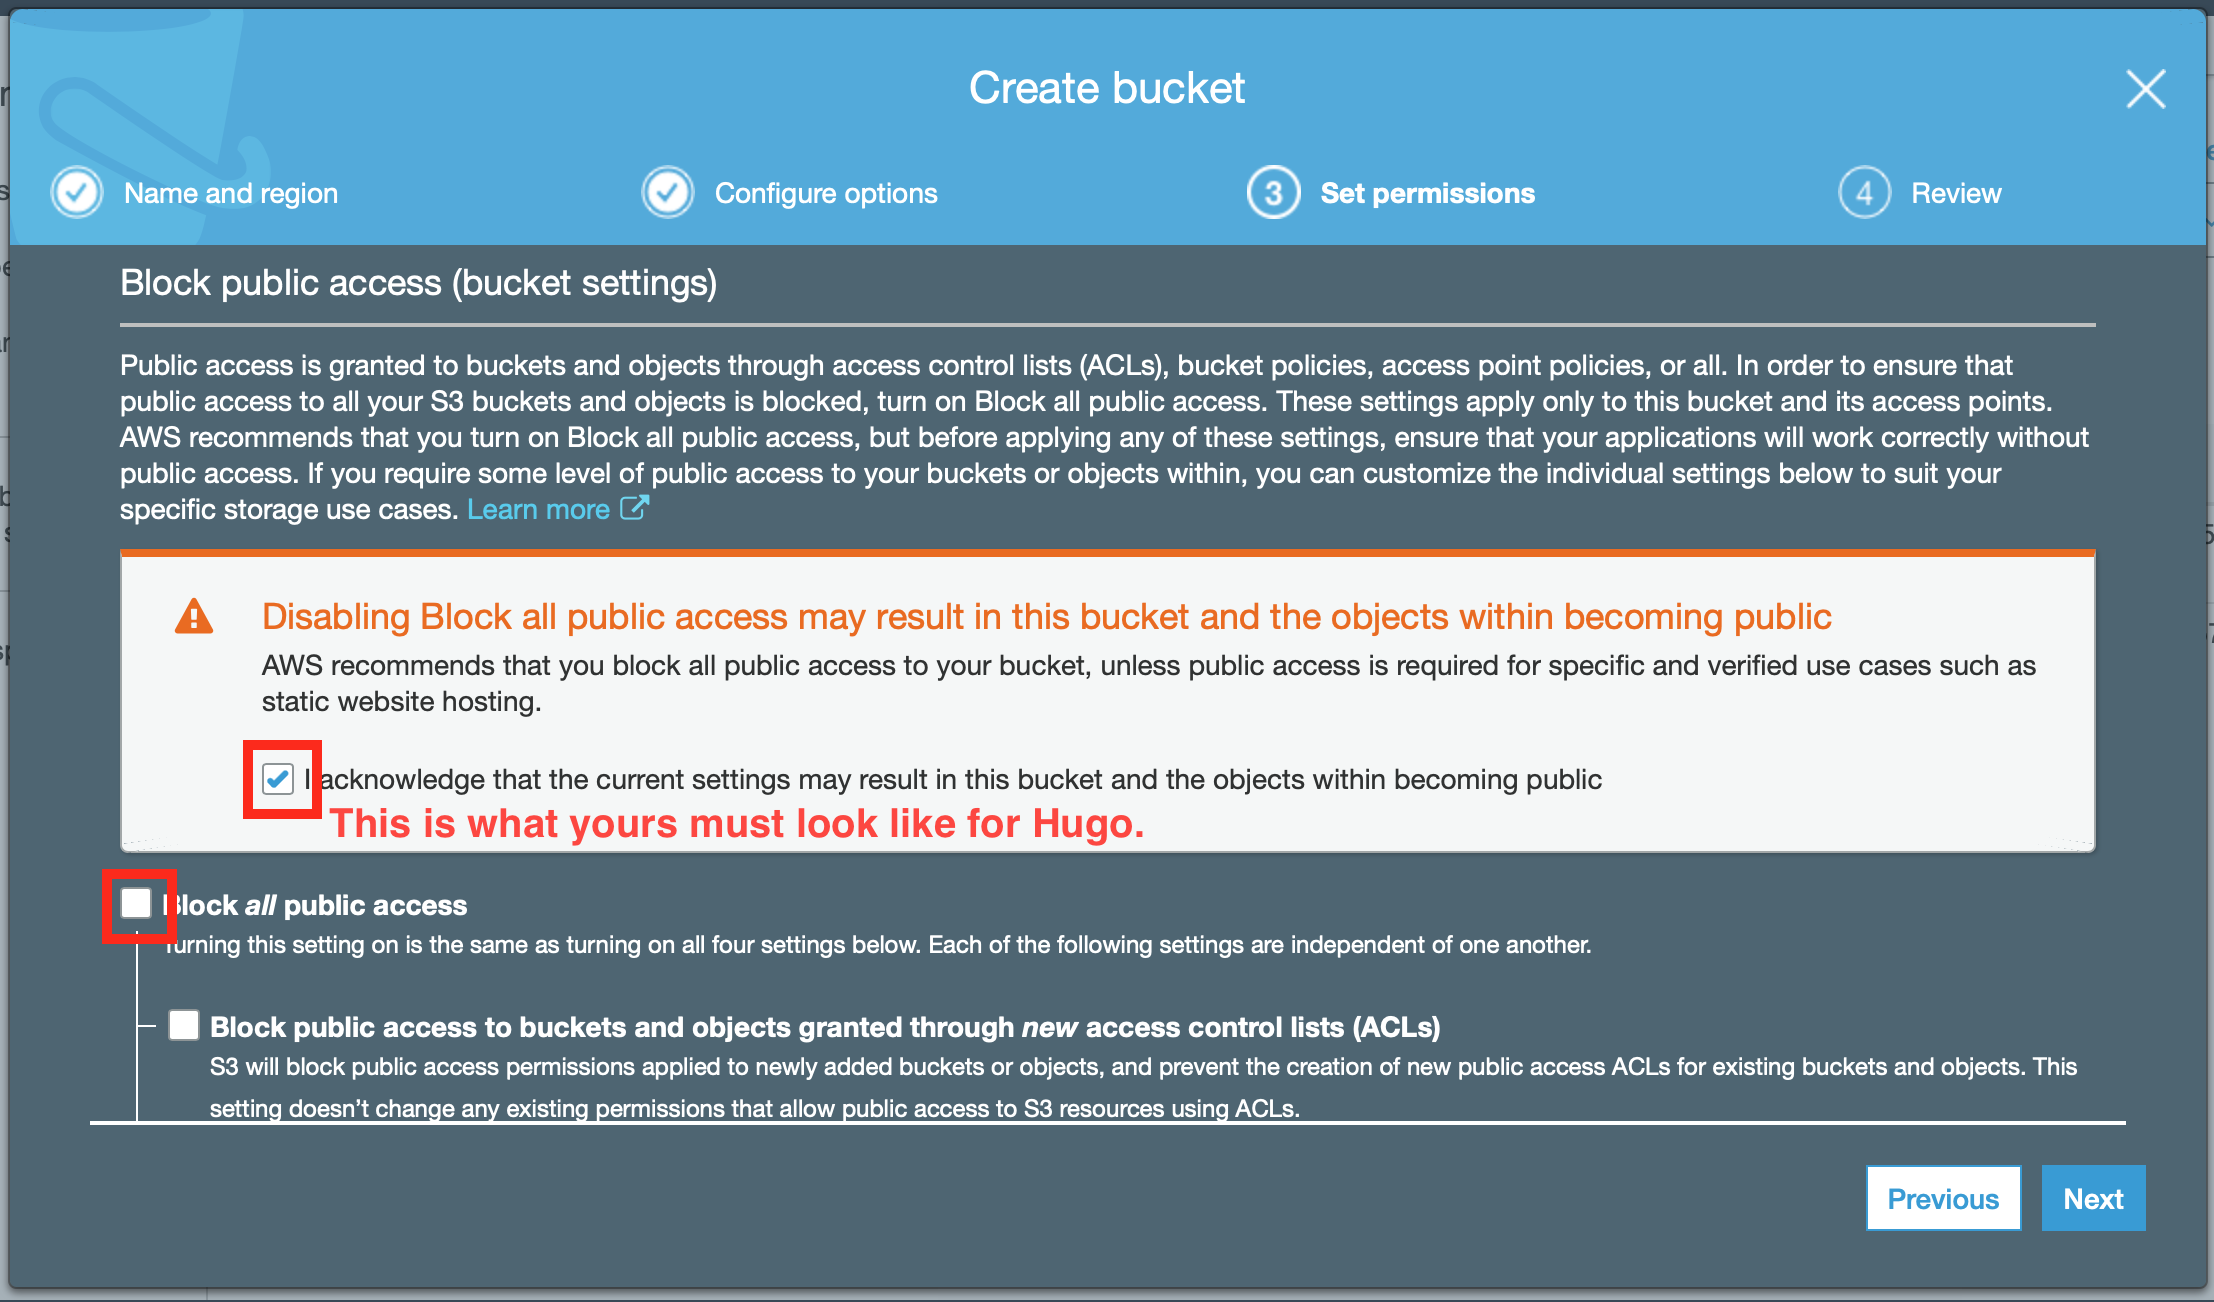 Create bucket
Name and region
Configure options
3 Set permissions
4 Review
Block public access (bucket settings)
Public access is granted to buckets and objects through access control lists (ACLs), bucket policies, access point policies, or all. In order to ensure that
public access to all your S3 buckets and objects is blocked, turn on Block all public access. These settings apply only to this bucket and its access points.
AWS recommends that you turn on Block all public access, but before applying any of these settings, ensure that your applications will work correctly without
public access. If you require some level of public access to your buckets or objects within, you can customize the individual settings below to suit your
specific storage use cases. Learn more
Disabling Block all public access may result in this bucket and the objects within becoming public
AWS recommends that you block all public access to your bucket, unless public access is required for specific and verified use cases such as
static website hosting.
I acknowledge that the current settings may result in this bucket and the objects within becoming public
This is what yours must look like for Hugo.
Block all public access
Turning this setting on is the same as turning on all four settings below. Each of the following settings are independent of one another.
Block public access to buckets and objects granted through new access control lists (ACLs)
S3 will block public access permissions applied to newly added buckets or objects, and prevent the creation of new public access ACLs for existing buckets and objects. This
setting doesn't change any existing permissions that allow public access to S3 resources using ACLs.
Previous
Next